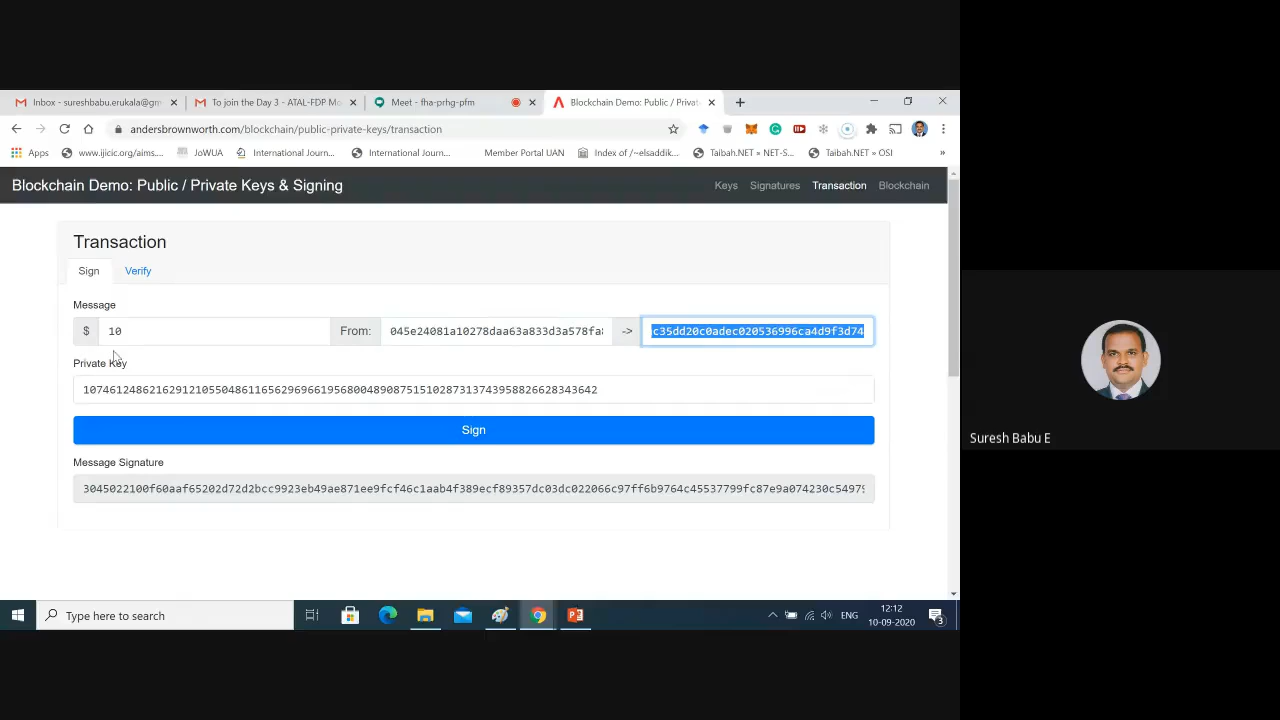 Inbox - sureshbabu.erukala@gm
To join the Day 3 - ATAL-FDP Mo
Meet - fha-prhg-pfm
Blockchain Demo: Public / Privat
andersbrownworth.com/blockchain/public-private-keys/transaction
Apps
www.ijicic.org/aims....
JoWUA
International Journ...
International Journ...
Member Portal UAN
Index of /~elsaddik...
Taibah.NET » NET-S...
Taibah.NET » OSI
»
Blockchain Demo: Public / Private Keys & Signing
Keys
Signatures
Transaction
Blockchain
Transaction
Sign
Verify
Message
$
10
From:
045e24081a10278daa63a833d3a578fa
->
c35dd20c0adec020536996ca4d9f3d74
Private Key
107461248621629121055048611656296966195680048908751510287313743958826628343642
Sign
Message Signature
3045022100f60aaf65202d72d2bcc9923eb49ae871ee9fcf46c1aab4f389ecf89357dc03dc022066c97ff6b9764c45537799fc87e9a074230c54979
Suresh Babu E
Type here to search
ENG
12:12
10-09-2020
3